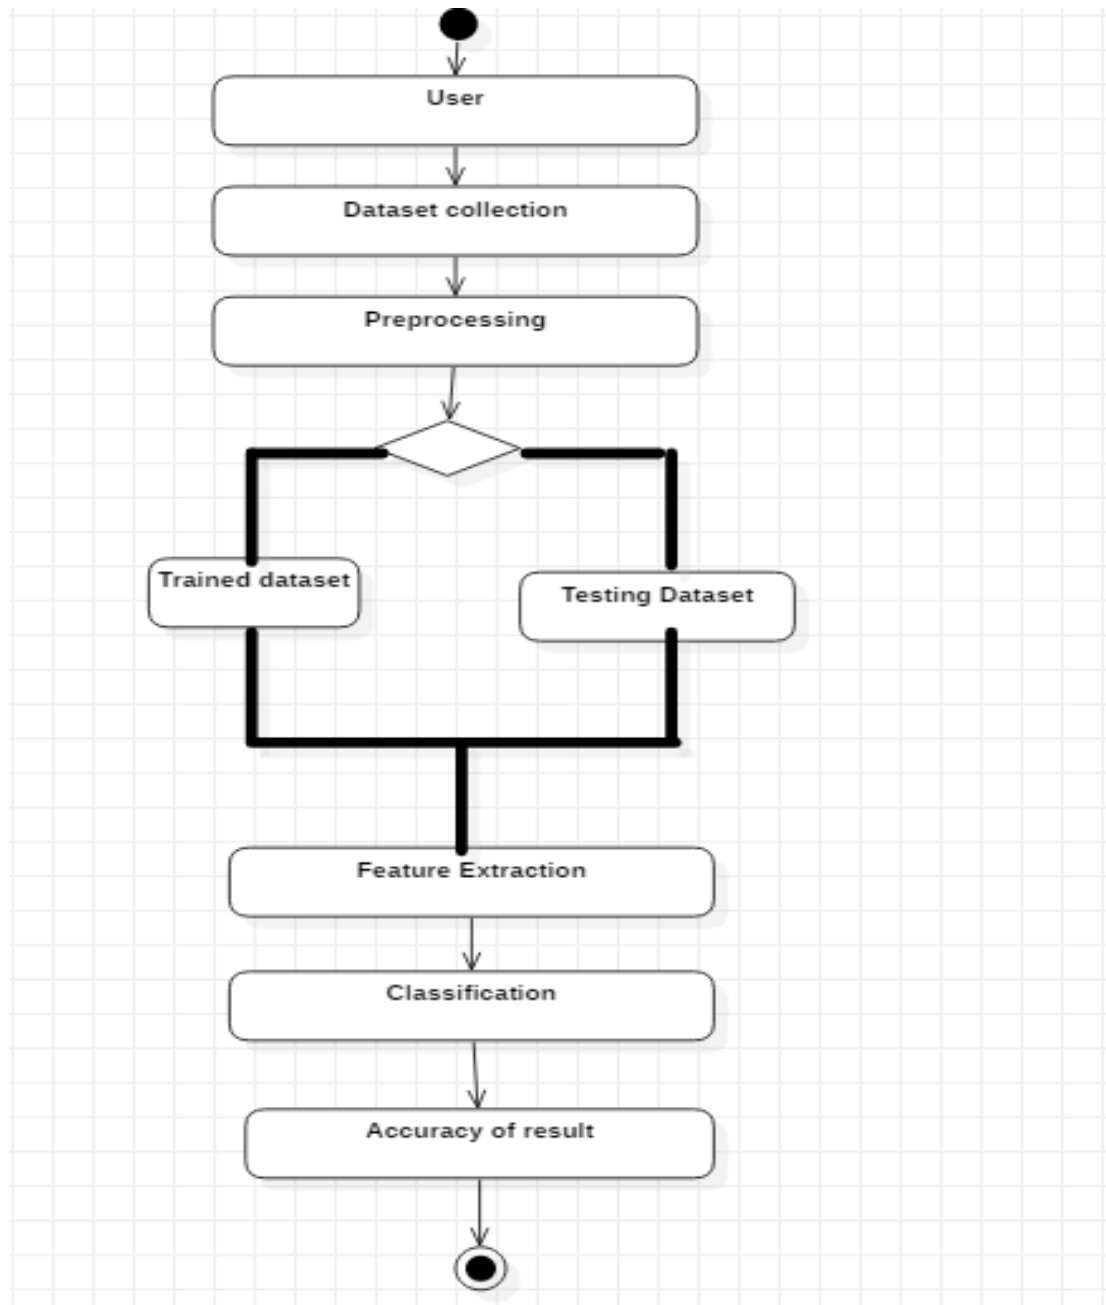 User
Dataset collection
Preprocessing
Trained dataset
Testing Dataset
Feature Extraction
Classification
Accuracy of result